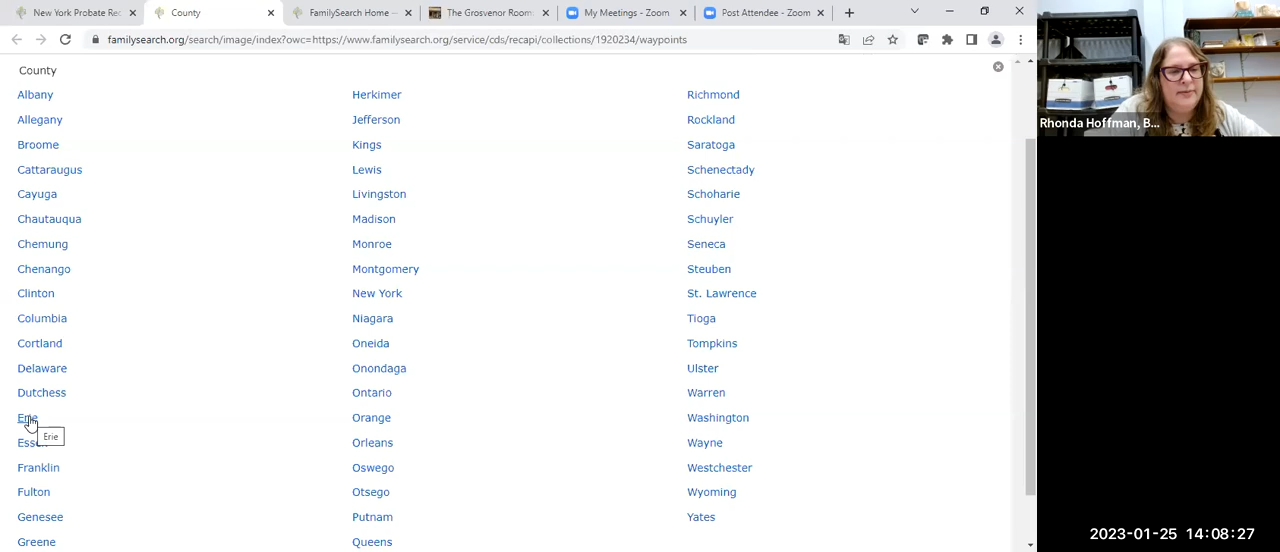 New York Probate Rec
County
FamilySearch Home —
The Grosvenor Room
My Meetings - Zoom
Post Attendee - Zoom
familysearch.org/search/image/index?owc=https://www.familysearch.org/service/cds/recapi/collections/1920234/waypoints
County
Albany Herkimer Richmond
Allegany Jefferson Rockland
Broome Kings Saratoga
Cattaraugus Lewis Schenectady
Cayuga Livingston Schoharie
Chautauqua Madison Schuyler
Chemung Monroe Seneca
Chenango Montgomery Steuben
Clinton New York St. Lawrence
Columbia Niagara Tioga
Cortland Oneida Tompkins
Delaware Onondaga Ulster
Dutchess Ontario Warren
Erie Orange Washington
Erie
Essex Orleans Wayne
Franklin Oswego Westchester
Fulton Otsego Wyoming
Genesee Putnam Yates
Greene Queens
Rhonda Hoffman, B...
2023-01-25 14:08:27